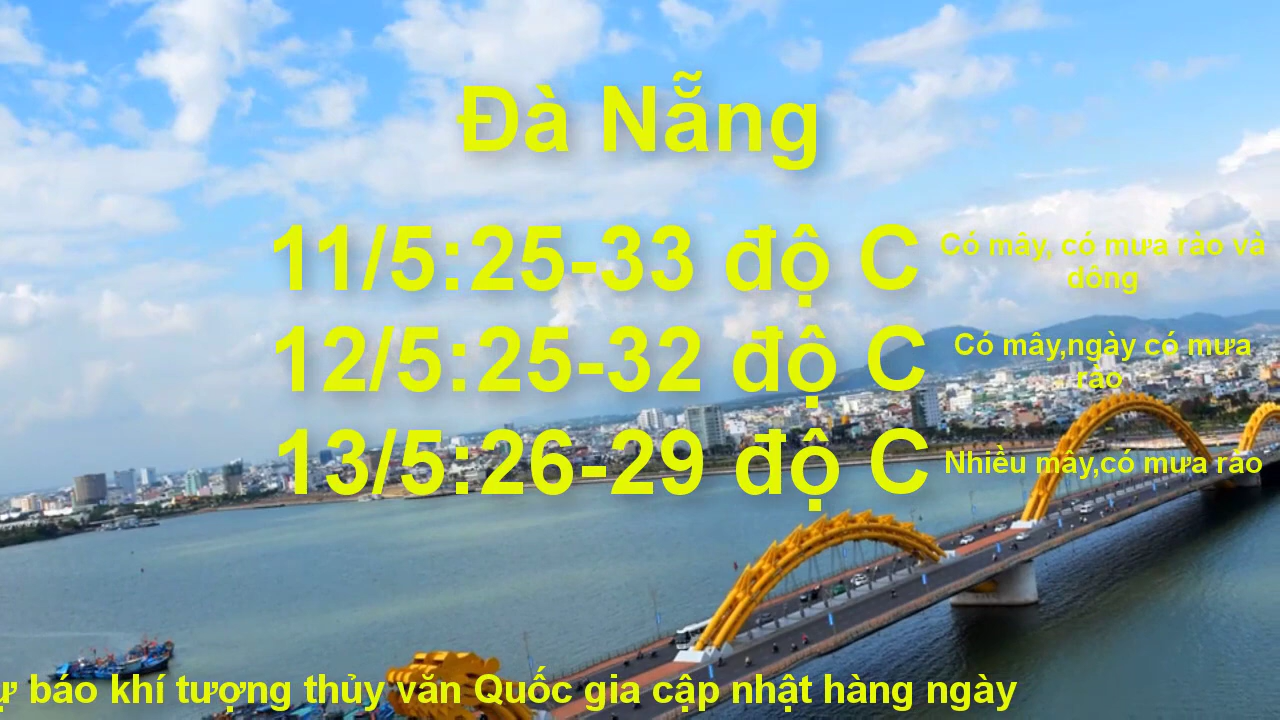 Đà Nẵng
11/5:25-33 độ C
Có mây, có mưa rào và
dông
12/5:25-32 độ C
Có mây,ngày có mưa
rào
13/5:26-29 độ C
Nhiều mây,có mưa rào
báo khí tượng thủy văn Quốc gia cập nhật hàng ngày